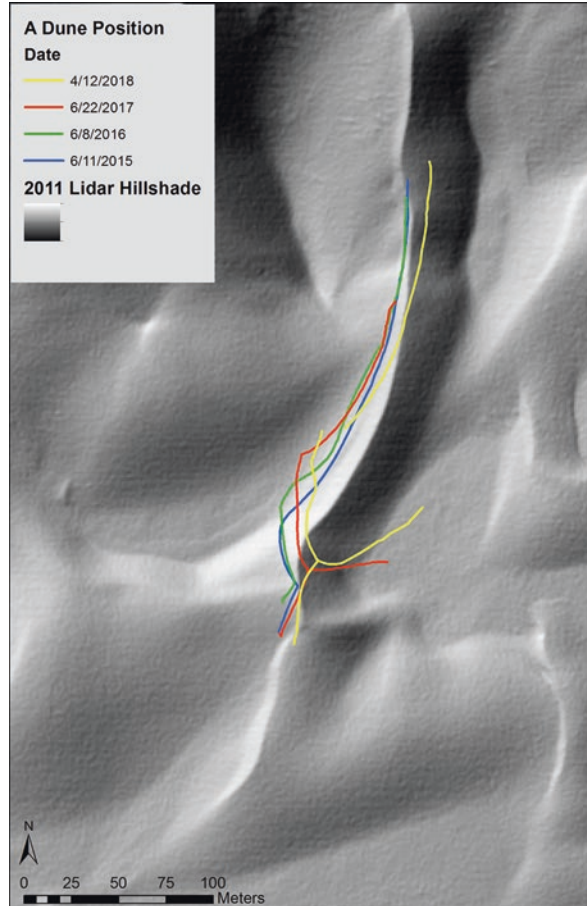 A Dune Position
Date
4/12/2018
6/22/2017
6/8/2016
6/11/2015
2011 Lidar Hillshade
N
0 25 50 75 100
Meters